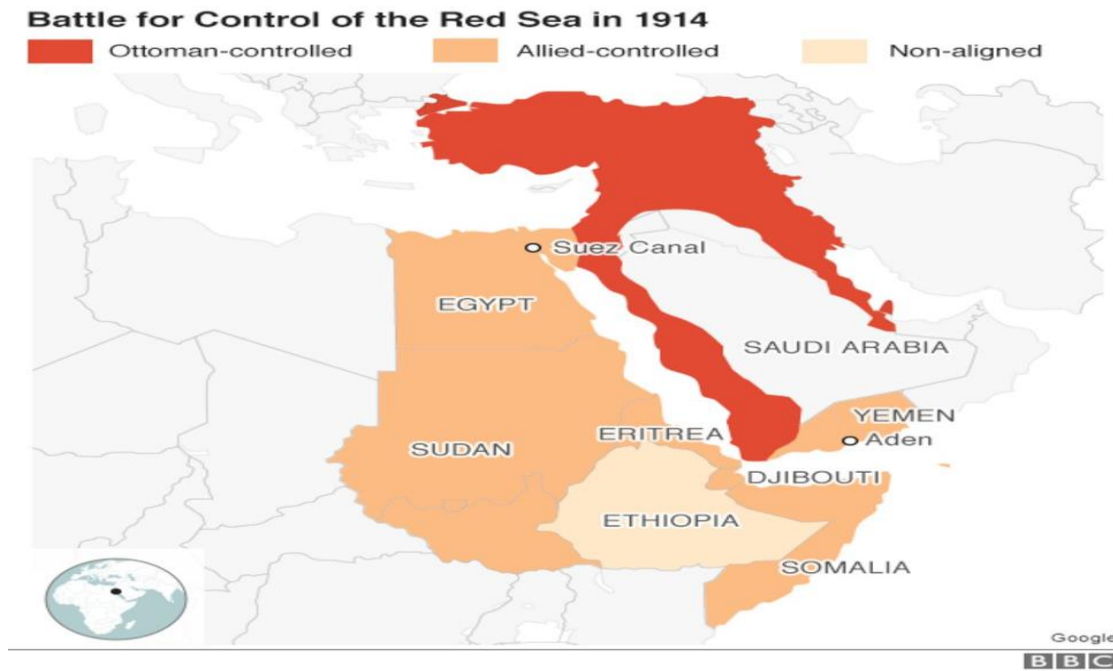 Battle for Control of the Red Sea in 1914
Ottoman-controlled Allied-controlled Non-aligned
Suez Canal
EGYPT
SAUDI ARABIA
YEMEN
ERITREA
Aden
SUDAN
DJIBOUTI
ETHIOPIA
SOMALIA
Google
BBC